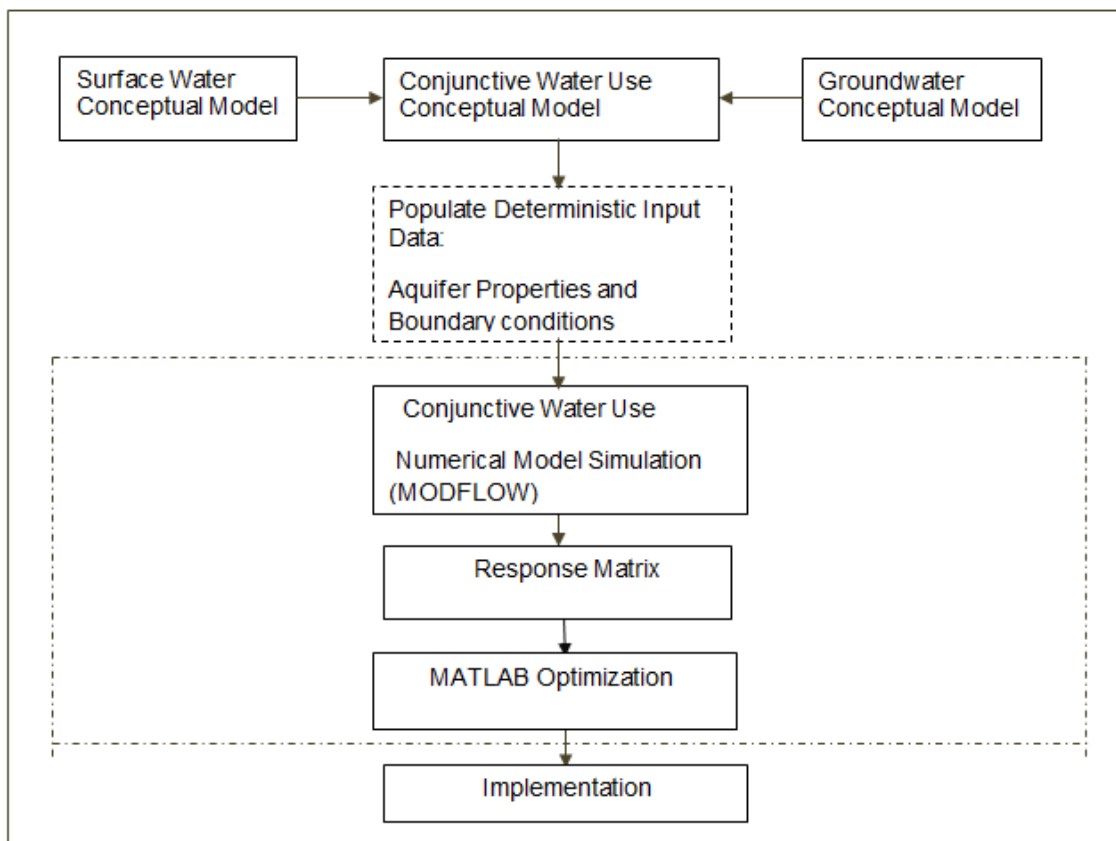 Surface Water
Conceptual Model
Conjunctive Water Use
Conceptual Model
Groundwater
Conceptual Model
Populate Deterministic Input
Data:
Aquifer Properties and
Boundary conditions
Conjunctive Water Use
Numerical Model Simulation
(MODFLOW)
Response Matrix
MATLAB Optimization
Implementation